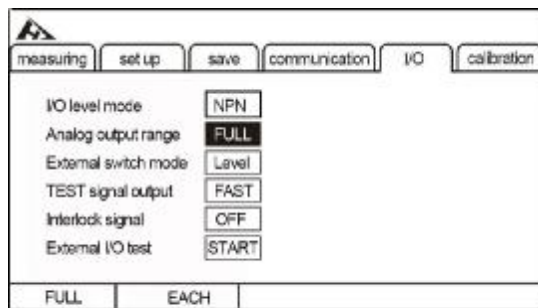 measuring set up save communication I/O calibration
I/O level mode NPN
Analog output range FULL
External switch mode Level
TEST signal output FAST
Interlock signal OFF
External I/O test START
FULL EACH